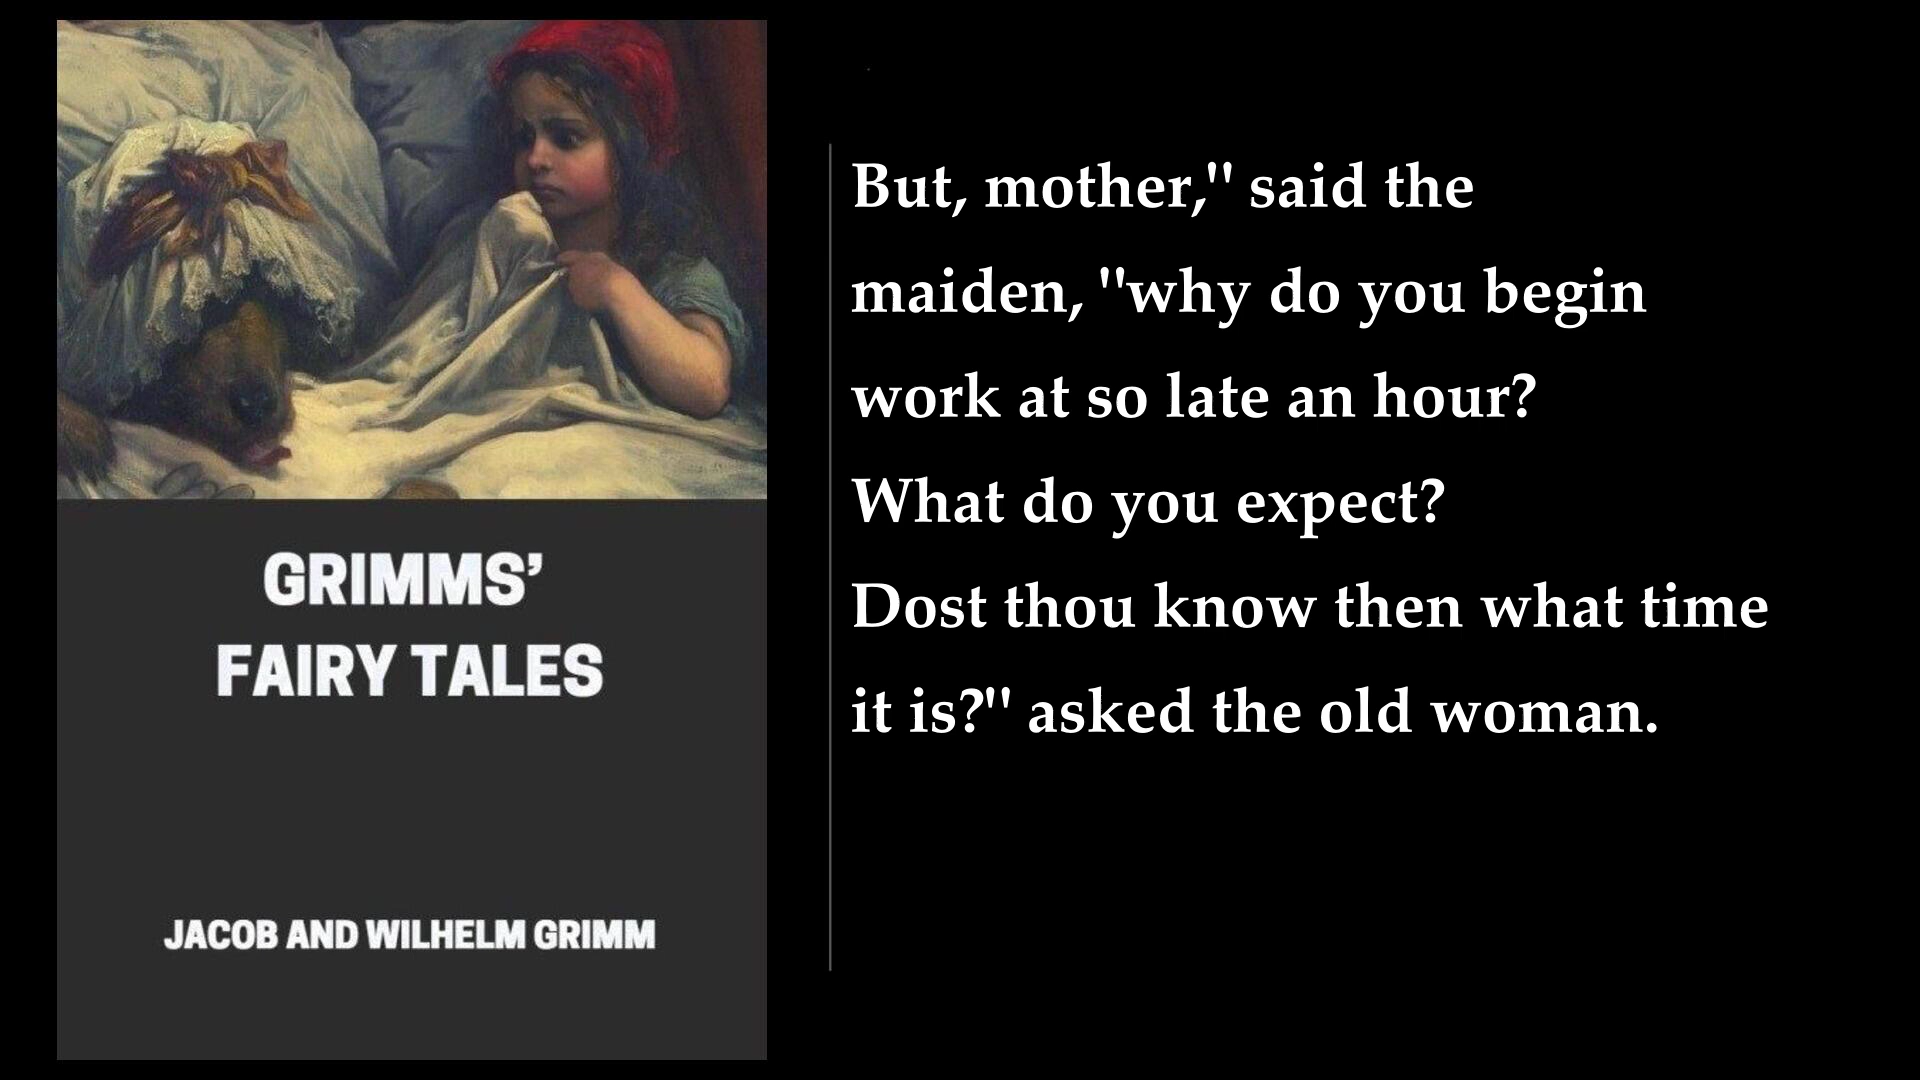 GRIMMS’
FAIRY TALES
JACOB AND WILHELM GRIMM
But, mother," said the
maiden, "why do you begin
work at so late an hour?
What do you expect?
Dost thou know then what time
it is?" asked the old woman.